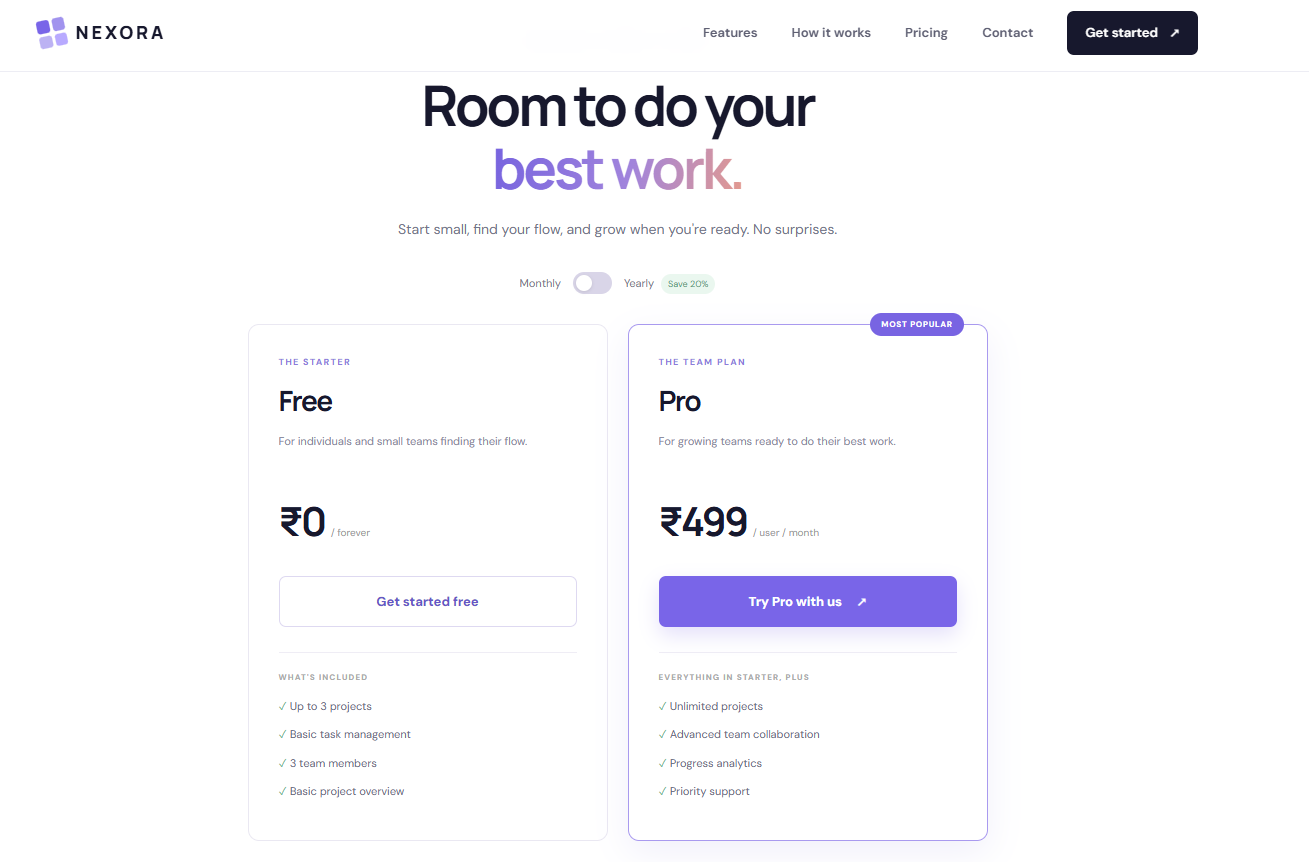 NEXORA
Features How it works Pricing Contact Get started ↗
Room to do your
best work.
Start small, find your flow, and grow when you're ready. No surprises.
Monthly Yearly Save 20%
THE STARTER
Free
For individuals and small teams finding their flow.
₹0 / forever
Get started free
WHAT'S INCLUDED
✓ Up to 3 projects
✓ Basic task management
✓ 3 team members
✓ Basic project overview
MOST POPULAR
THE TEAM PLAN
Pro
For growing teams ready to do their best work.
₹499 / user / month
Try Pro with us ↗
EVERYTHING IN STARTER, PLUS
✓ Unlimited projects
✓ Advanced team collaboration
✓ Progress analytics
✓ Priority support